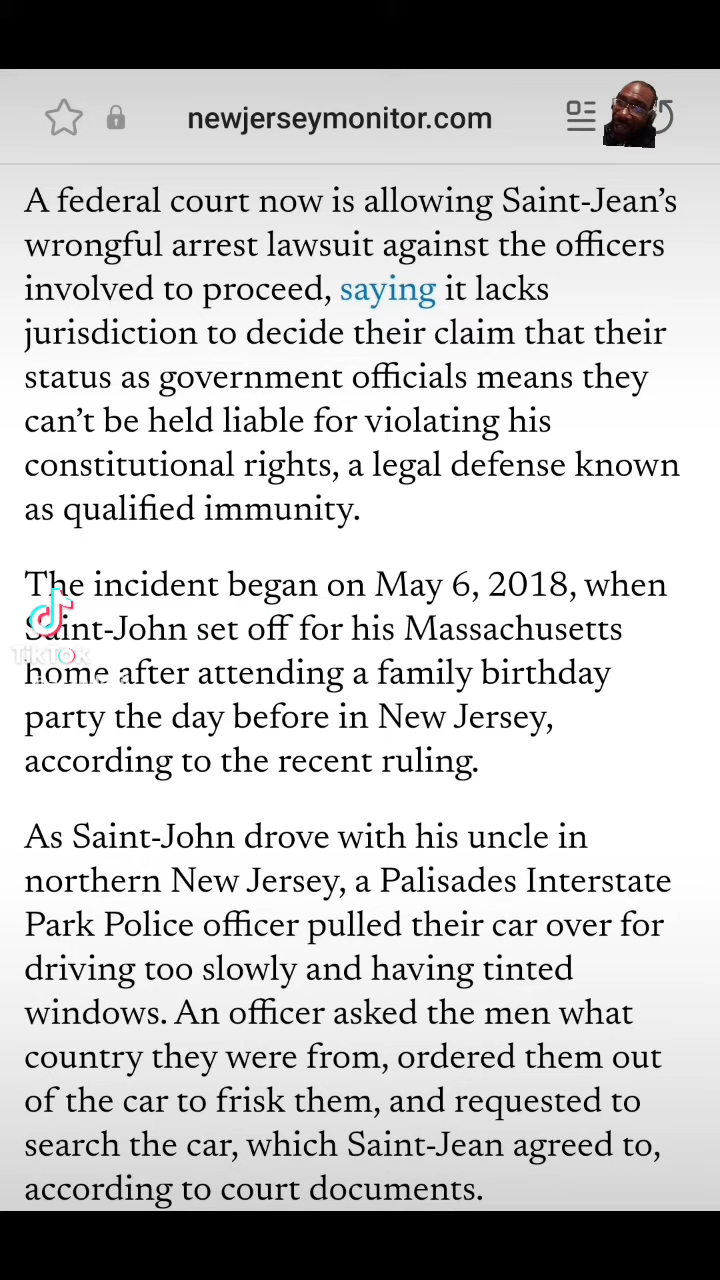 newjerseymonitor.com
A federal court now is allowing Saint-Jean's
wrongful arrest lawsuit against the officers
involved to proceed, saying it lacks
jurisdiction to decide their claim that their
status as government officials means they
can't be held liable for violating his
constitutional rights, a legal defense known
as qualified immunity.
The incident began on May 6, 2018, when
Saint-John set off for his Massachusetts
home after attending a family birthday
party the day before in New Jersey,
according to the recent ruling.
As Saint-John drove with his uncle in
northern New Jersey, a Palisades Interstate
Park Police officer pulled their car over for
driving too slowly and having tinted
windows. An officer asked the men what
country they were from, ordered them out
of the car to frisk them, and requested to
search the car, which Saint-Jean agreed to,
according to court documents.
TikTok